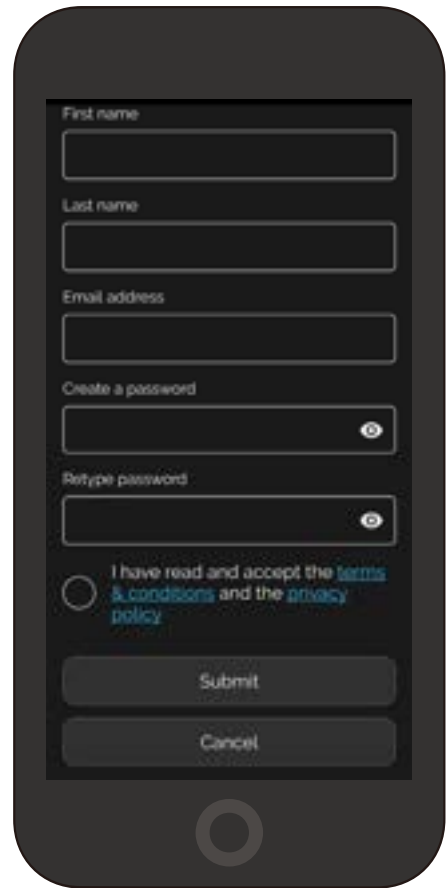 First name
Last name
Email address
Create a password
Retype password
I have read and accept the terms
& conditions and the privacy
policy
Submit
Cancel